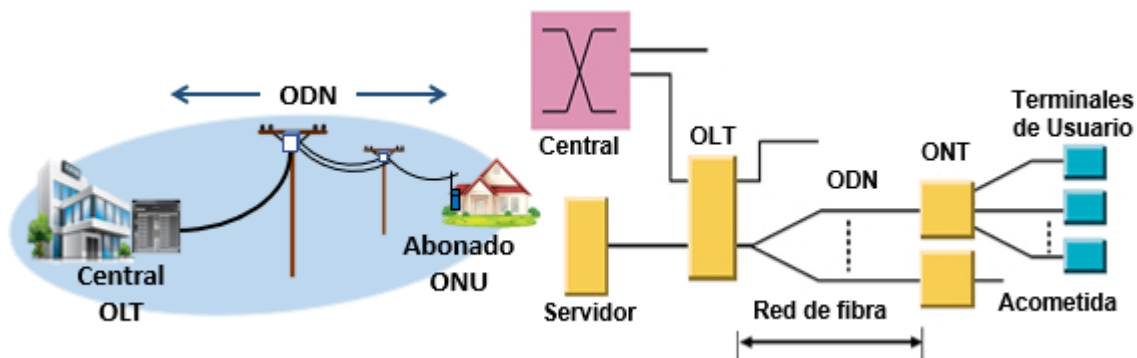 ODN
Central
OLT
Abonado
ONU
Central
OLT
Servidor
ODN
Red de fibra
ONT
Terminales
de Usuario
Acometida